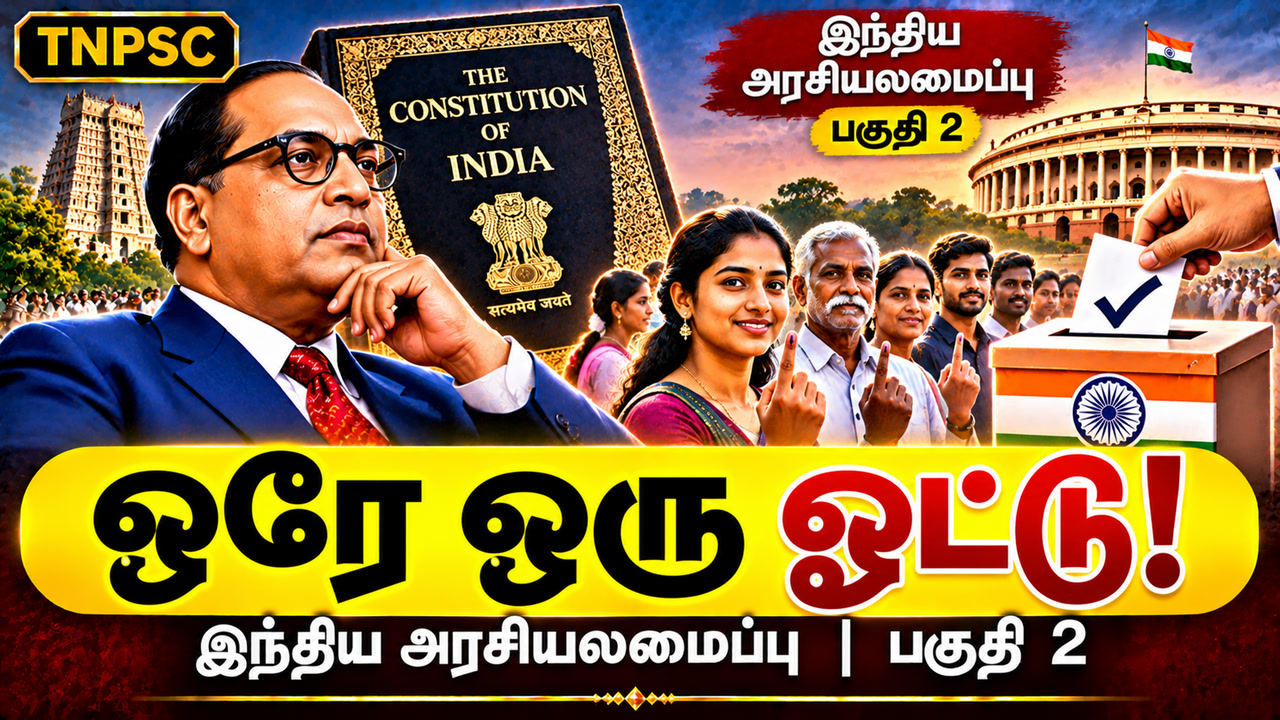 TNPSC
THE
CONSTITUTION
OF
INDIA
सत्यमेव जयते
இந்திய
அரசியலமைப்பு
பகுதி 2
ஒரே ஒரு ஓட்டு!
இந்திய அரசியலமைப்பு | பகுதி 2